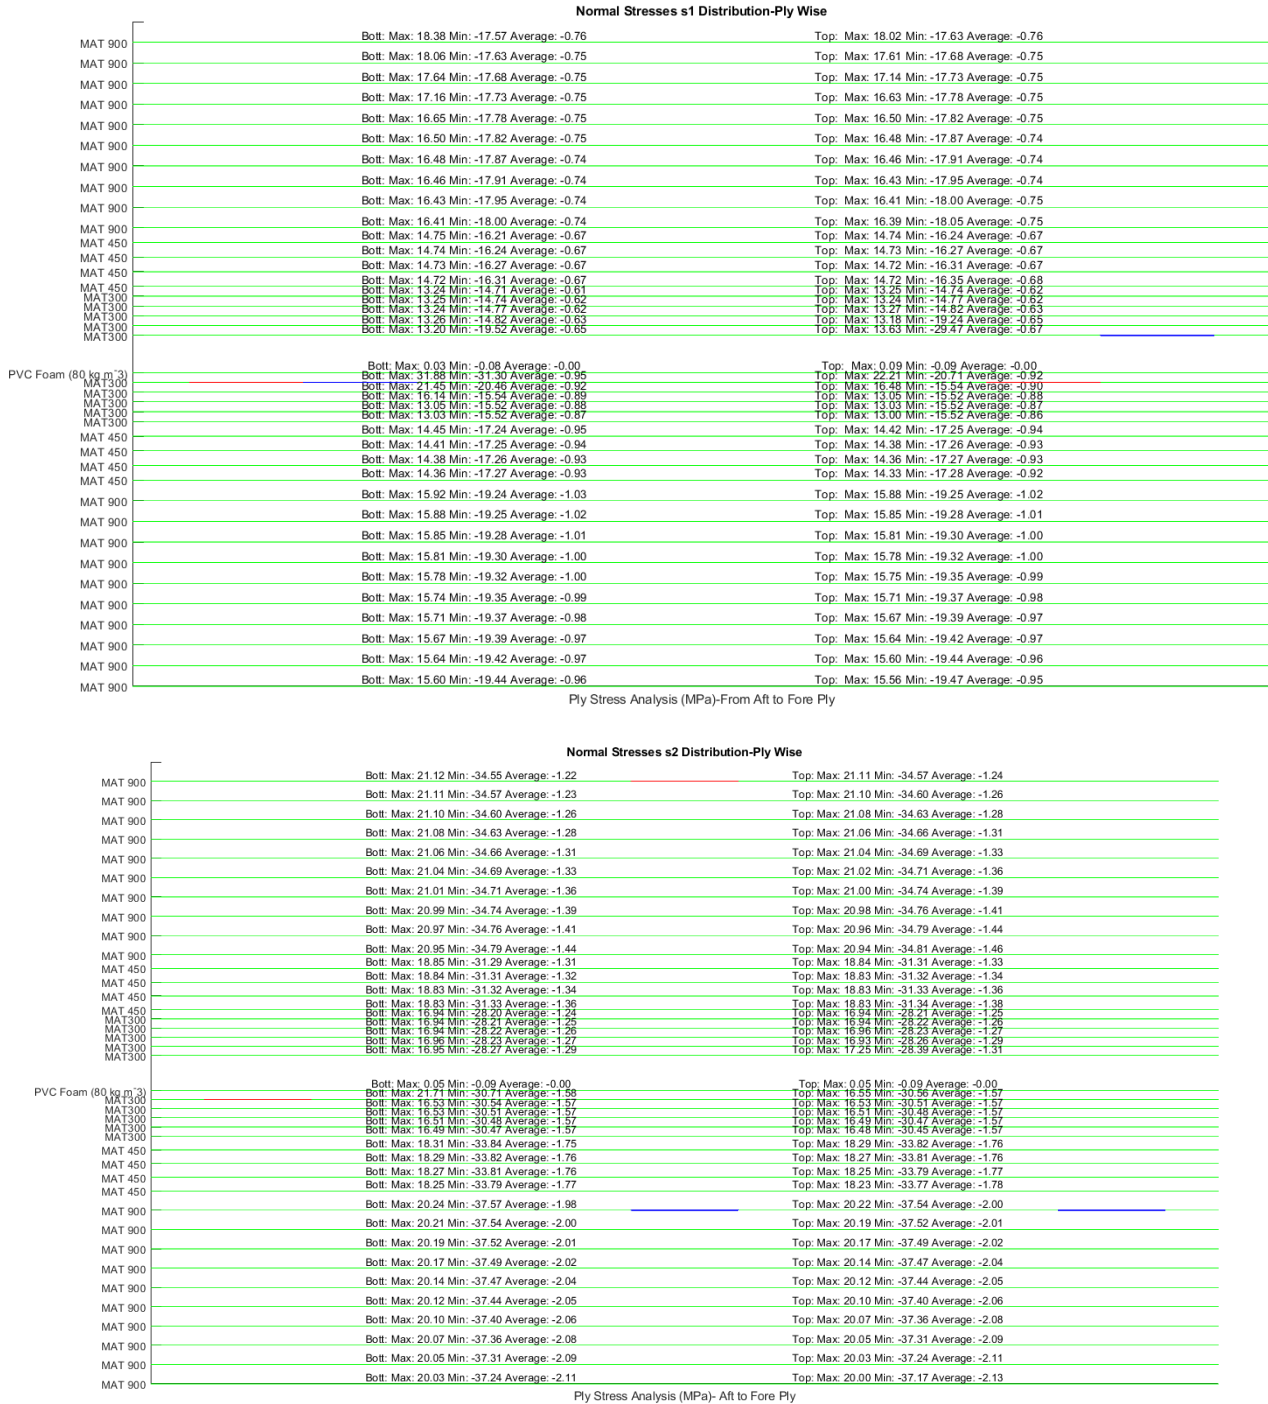 Normal Stresses s1 Distribution-Ply Wise
Bott: Max: 18.38 Min: -17.57 Average: -0.76 Top: Max: 18.02 Min: -17.63 Average: -0.76
MAT 900
Bott: Max: 18.06 Min: -17.63 Average: -0.75 Top: Max: 17.61 Min: -17.68 Average: -0.75
MAT 900
Bott: Max: 17.64 Min: -17.68 Average: -0.75 Top: Max: 17.14 Min: -17.73 Average: -0.75
MAT 900
Bott: Max: 17.16 Min: -17.73 Average: -0.75 Top: Max: 16.63 Min: -17.78 Average: -0.75
MAT 900
Bott: Max: 16.65 Min: -17.78 Average: -0.75 Top: Max: 16.50 Min: -17.82 Average: -0.75
MAT 900
Bott: Max: 16.50 Min: -17.82 Average: -0.75 Top: Max: 16.48 Min: -17.87 Average: -0.74
MAT 900
Bott: Max: 16.48 Min: -17.87 Average: -0.74 Top: Max: 16.46 Min: -17.91 Average: -0.74
MAT 900
Bott: Max: 16.46 Min: -17.91 Average: -0.74 Top: Max: 16.43 Min: -17.95 Average: -0.74
MAT 900
Bott: Max: 16.43 Min: -17.95 Average: -0.74 Top: Max: 16.41 Min: -18.00 Average: -0.75
MAT 900
Bott: Max: 16.41 Min: -18.00 Average: -0.74 Top: Max: 16.39 Min: -18.05 Average: -0.75
MAT 900
Bott: Max: 14.75 Min: -16.21 Average: -0.67 Top: Max: 14.74 Min: -16.24 Average: -0.67
MAT 450
Bott: Max: 14.74 Min: -16.24 Average: -0.67 Top: Max: 14.73 Min: -16.27 Average: -0.67
MAT 450
Bott: Max: 14.73 Min: -16.27 Average: -0.67 Top: Max: 14.72 Min: -16.31 Average: -0.67
MAT 450
Bott: Max: 14.72 Min: -16.31 Average: -0.67 Top: Max: 14.72 Min: -16.35 Average: -0.68
MAT 450
Bott: Max: 13.24 Min: -14.71 Average: -0.61 Top: Max: 13.25 Min: -14.74 Average: -0.62
MAT300
Bott: Max: 13.25 Min: -14.74 Average: -0.62 Top: Max: 13.24 Min: -14.77 Average: -0.62
MAT300
Bott: Max: 13.24 Min: -14.77 Average: -0.62 Top: Max: 13.27 Min: -14.82 Average: -0.63
MAT300
Bott: Max: 13.26 Min: -14.82 Average: -0.63 Top: Max: 13.18 Min: -19.24 Average: -0.65
MAT300
Bott: Max: 13.20 Min: -19.52 Average: -0.65 Top: Max: 13.63 Min: -29.47 Average: -0.67
MAT300
Bott: Max: 0.03 Min: -0.08 Average: -0.00 Top: Max: 0.09 Min: -0.09 Average: -0.00
PVC Foam (80 kg m^3)
Bott: Max: 31.88 Min: -31.30 Average: -0.95 Top: Max: 22.21 Min: -20.71 Average: -0.92
MAT300
Bott: Max: 21.45 Min: -20.46 Average: -0.92 Top: Max: 16.48 Min: -15.54 Average: -0.90
MAT300
Bott: Max: 16.14 Min: -15.54 Average: -0.89 Top: Max: 13.05 Min: -15.52 Average: -0.88
MAT300
Bott: Max: 13.05 Min: -15.52 Average: -0.88 Top: Max: 13.03 Min: -15.52 Average: -0.87
MAT300
Bott: Max: 13.03 Min: -15.52 Average: -0.87 Top: Max: 13.00 Min: -15.52 Average: -0.86
MAT300
Bott: Max: 14.45 Min: -17.24 Average: -0.95 Top: Max: 14.42 Min: -17.25 Average: -0.94
MAT 450
Bott: Max: 14.41 Min: -17.25 Average: -0.94 Top: Max: 14.38 Min: -17.26 Average: -0.93
MAT 450
Bott: Max: 14.38 Min: -17.26 Average: -0.93 Top: Max: 14.36 Min: -17.27 Average: -0.93
MAT 450
Bott: Max: 14.36 Min: -17.27 Average: -0.93 Top: Max: 14.33 Min: -17.28 Average: -0.92
MAT 450
Bott: Max: 15.92 Min: -19.24 Average: -1.03 Top: Max: 15.88 Min: -19.25 Average: -1.02
MAT 900
Bott: Max: 15.88 Min: -19.25 Average: -1.02 Top: Max: 15.85 Min: -19.28 Average: -1.01
MAT 900
Bott: Max: 15.85 Min: -19.28 Average: -1.01 Top: Max: 15.81 Min: -19.30 Average: -1.00
MAT 900
Bott: Max: 15.81 Min: -19.30 Average: -1.00 Top: Max: 15.78 Min: -19.32 Average: -1.00
MAT 900
Bott: Max: 15.78 Min: -19.32 Average: -1.00 Top: Max: 15.75 Min: -19.35 Average: -0.99
MAT 900
Bott: Max: 15.74 Min: -19.35 Average: -0.99 Top: Max: 15.71 Min: -19.37 Average: -0.98
MAT 900
Bott: Max: 15.71 Min: -19.37 Average: -0.98 Top: Max: 15.67 Min: -19.39 Average: -0.97
MAT 900
Bott: Max: 15.67 Min: -19.39 Average: -0.97 Top: Max: 15.64 Min: -19.42 Average: -0.97
MAT 900
Bott: Max: 15.64 Min: -19.42 Average: -0.97 Top: Max: 15.60 Min: -19.44 Average: -0.96
MAT 900
Bott: Max: 15.60 Min: -19.44 Average: -0.96 Top: Max: 15.56 Min: -19.47 Average: -0.95
MAT 900
Ply Stress Analysis (MPa)-From Aft to Fore Ply
Normal Stresses s2 Distribution-Ply Wise
Bott: Max: 21.12 Min: -34.55 Average: -1.22 Top: Max: 21.11 Min: -34.57 Average: -1.24
MAT 900
Bott: Max: 21.11 Min: -34.57 Average: -1.23 Top: Max: 21.10 Min: -34.60 Average: -1.26
MAT 900
Bott: Max: 21.10 Min: -34.60 Average: -1.26 Top: Max: 21.08 Min: -34.63 Average: -1.28
MAT 900
Bott: Max: 21.08 Min: -34.63 Average: -1.28 Top: Max: 21.06 Min: -34.66 Average: -1.31
MAT 900
Bott: Max: 21.06 Min: -34.66 Average: -1.31 Top: Max: 21.04 Min: -34.69 Average: -1.33
MAT 900
Bott: Max: 21.04 Min: -34.69 Average: -1.33 Top: Max: 21.02 Min: -34.71 Average: -1.36
MAT 900
Bott: Max: 21.01 Min: -34.71 Average: -1.36 Top: Max: 21.00 Min: -34.74 Average: -1.39
MAT 900
Bott: Max: 20.99 Min: -34.74 Average: -1.39 Top: Max: 20.98 Min: -34.76 Average: -1.41
MAT 900
Bott: Max: 20.97 Min: -34.76 Average: -1.41 Top: Max: 20.96 Min: -34.79 Average: -1.44
MAT 900
Bott: Max: 20.95 Min: -34.79 Average: -1.44 Top: Max: 20.94 Min: -34.81 Average: -1.46
MAT 900
Bott: Max: 18.85 Min: -31.29 Average: -1.31 Top: Max: 18.84 Min: -31.31 Average: -1.33
MAT 450
Bott: Max: 18.84 Min: -31.31 Average: -1.32 Top: Max: 18.83 Min: -31.32 Average: -1.34
MAT 450
Bott: Max: 18.83 Min: -31.32 Average: -1.34 Top: Max: 18.83 Min: -31.33 Average: -1.36
MAT 450
Bott: Max: 18.83 Min: -31.33 Average: -1.36 Top: Max: 18.83 Min: -31.34 Average: -1.38
MAT 450
Bott: Max: 16.94 Min: -28.20 Average: -1.24 Top: Max: 16.94 Min: -28.21 Average: -1.25
MAT300
Bott: Max: 16.94 Min: -28.21 Average: -1.25 Top: Max: 16.94 Min: -28.22 Average: -1.26
MAT300
Bott: Max: 16.94 Min: -28.22 Average: -1.26 Top: Max: 16.96 Min: -28.23 Average: -1.27
MAT300
Bott: Max: 16.96 Min: -28.23 Average: -1.27 Top: Max: 16.93 Min: -28.26 Average: -1.29
MAT300
Bott: Max: 16.95 Min: -28.27 Average: -1.29 Top: Max: 17.25 Min: -28.39 Average: -1.31
MAT300
Bott: Max: 0.05 Min: -0.09 Average: -0.00 Top: Max: 0.05 Min: -0.09 Average: -0.00
PVC Foam (80 kg m^3)
Bott: Max: 21.71 Min: -30.71 Average: -1.58 Top: Max: 16.55 Min: -30.56 Average: -1.57
MAT300
Bott: Max: 16.53 Min: -30.54 Average: -1.57 Top: Max: 16.53 Min: -30.51 Average: -1.57
MAT300
Bott: Max: 16.53 Min: -30.51 Average: -1.57 Top: Max: 16.51 Min: -30.48 Average: -1.57
MAT300
Bott: Max: 16.51 Min: -30.48 Average: -1.57 Top: Max: 16.49 Min: -30.47 Average: -1.57
MAT300
Bott: Max: 16.49 Min: -30.47 Average: -1.57 Top: Max: 16.48 Min: -30.45 Average: -1.57
MAT300
Bott: Max: 18.31 Min: -33.84 Average: -1.75 Top: Max: 18.29 Min: -33.82 Average: -1.76
MAT 450
Bott: Max: 18.29 Min: -33.82 Average: -1.76 Top: Max: 18.27 Min: -33.81 Average: -1.76
MAT 450
Bott: Max: 18.27 Min: -33.81 Average: -1.76 Top: Max: 18.25 Min: -33.79 Average: -1.77
MAT 450
Bott: Max: 18.25 Min: -33.79 Average: -1.77 Top: Max: 18.23 Min: -33.77 Average: -1.78
MAT 450
Bott: Max: 20.24 Min: -37.57 Average: -1.98 Top: Max: 20.22 Min: -37.54 Average: -2.00
MAT 900
Bott: Max: 20.21 Min: -37.54 Average: -2.00 Top: Max: 20.19 Min: -37.52 Average: -2.01
MAT 900
Bott: Max: 20.19 Min: -37.52 Average: -2.01 Top: Max: 20.17 Min: -37.49 Average: -2.02
MAT 900
Bott: Max: 20.17 Min: -37.49 Average: -2.02 Top: Max: 20.14 Min: -37.47 Average: -2.04
MAT 900
Bott: Max: 20.14 Min: -37.47 Average: -2.04 Top: Max: 20.12 Min: -37.44 Average: -2.05
MAT 900
Bott: Max: 20.12 Min: -37.44 Average: -2.05 Top: Max: 20.10 Min: -37.40 Average: -2.06
MAT 900
Bott: Max: 20.10 Min: -37.40 Average: -2.06 Top: Max: 20.07 Min: -37.36 Average: -2.08
MAT 900
Bott: Max: 20.07 Min: -37.36 Average: -2.08 Top: Max: 20.05 Min: -37.31 Average: -2.09
MAT 900
Bott: Max: 20.05 Min: -37.31 Average: -2.09 Top: Max: 20.03 Min: -37.24 Average: -2.11
MAT 900
Bott: Max: 20.03 Min: -37.24 Average: -2.11 Top: Max: 20.00 Min: -37.17 Average: -2.13
MAT 900
Ply Stress Analysis (MPa)- Aft to Fore Ply